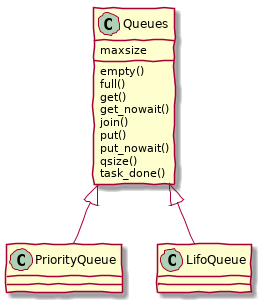 C Queues
maxsize
empty()
full()
get()
get_nowait()
join()
put()
put_nowait()
qsize()
task_done()
C PriorityQueue
C LifoQueue